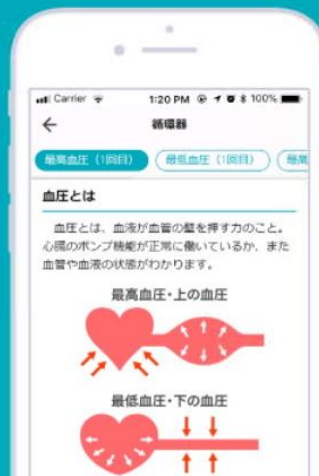 Carrier 1:20 PM 100%
循環器
最高血圧（1回目） 最低血圧（1回目） 最高
血圧とは
血圧とは、血液が血管の壁を押す力のこと。
心臓のポンプ機能が正常に働いているか、また
血管や血液の状態がわかります。
最高血圧・上の血圧
最低血圧・下の血圧